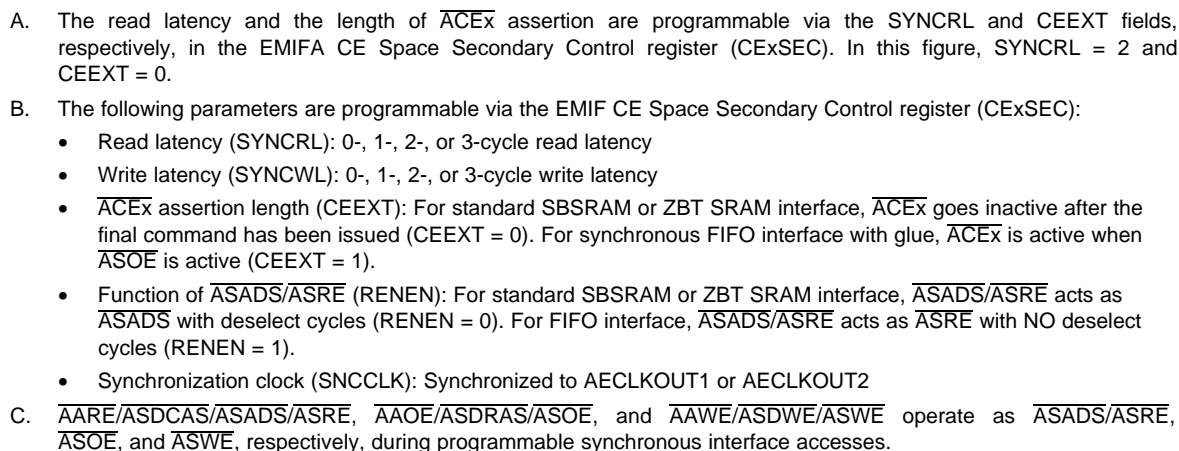 A. The read latency and the length of ACEx assertion are programmable via the SYNCRL and CEEXT fields,
respectively, in the EMIFA CE Space Secondary Control register (CExSEC). In this figure, SYNCRL = 2 and
CEEXT = 0.
B. The following parameters are programmable via the EMIF CE Space Secondary Control register (CExSEC):
• Read latency (SYNCRL): 0-, 1-, 2-, or 3-cycle read latency
• Write latency (SYNCWL): 0-, 1-, 2-, or 3-cycle write latency
• ACEx assertion length (CEEXT): For standard SBSRAM or ZBT SRAM interface, ACEx goes inactive after the
final command has been issued (CEEXT = 0). For synchronous FIFO interface with glue, ACEx is active when
ASOE is active (CEEXT = 1).
• Function of ASADS/ASRE (RENEN): For standard SBSRAM or ZBT SRAM interface, ASADS/ASRE acts as
ASADS with deselect cycles (RENEN = 0). For FIFO interface, ASADS/ASRE acts as ASRE with NO deselect
cycles (RENEN = 1).
• Synchronization clock (SNCCLK): Synchronized to AECLKOUT1 or AECLKOUT2
C. AARE/ASDCAS/ASADS/ASRE, AAOE/ASDRAS/ASOE, and AAWE/ASDWE/ASWE operate as ASADS/ASRE,
ASOE, and ASWE, respectively, during programmable synchronous interface accesses.